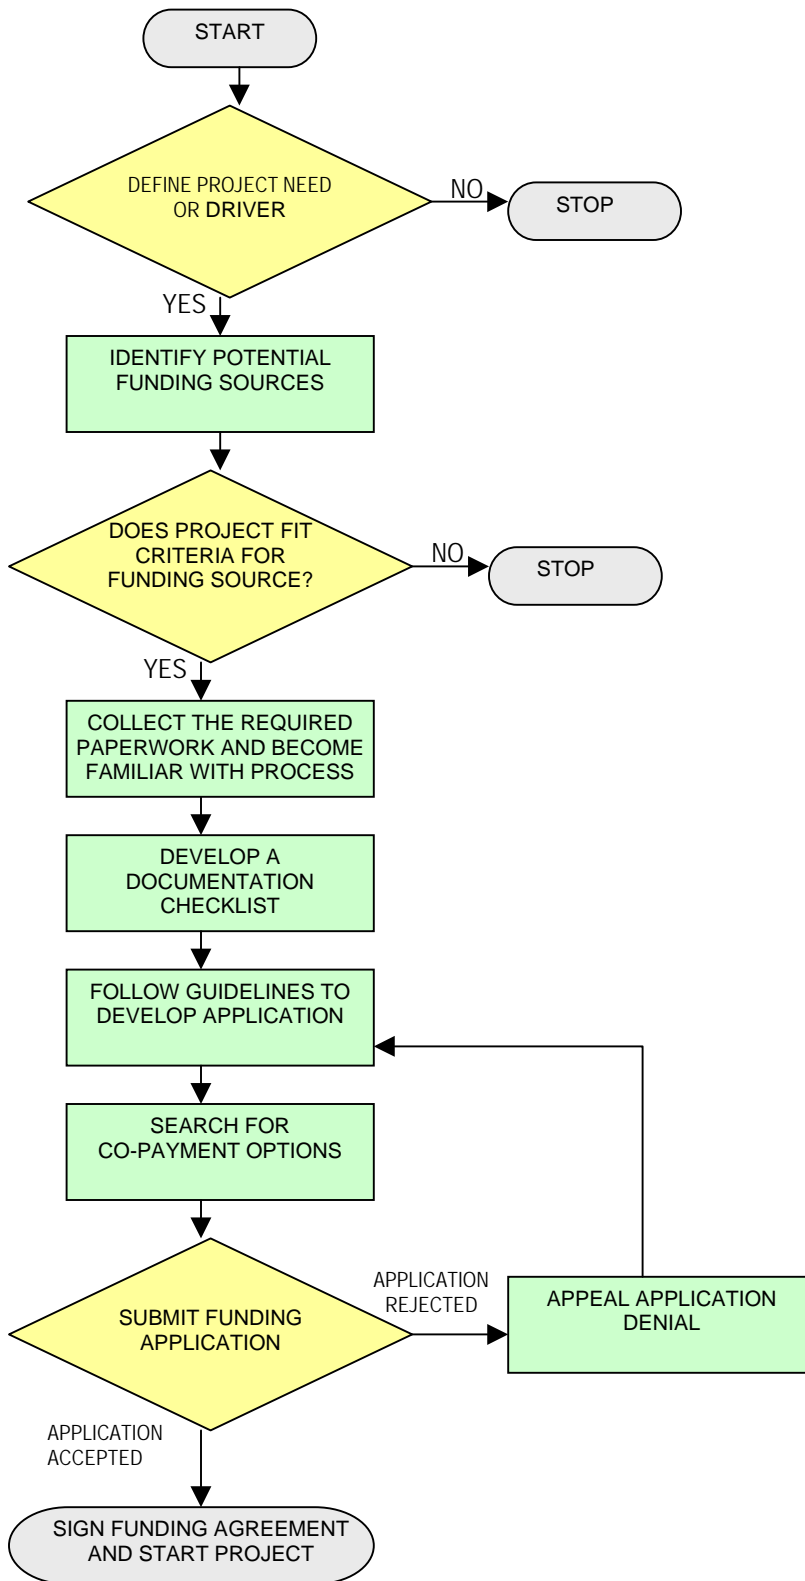 START
DEFINE PROJECT NEED
OR DRIVER
NO
STOP
YES
IDENTIFY POTENTIAL
FUNDING SOURCES
DOES PROJECT FIT
CRITERIA FOR
FUNDING SOURCE?
NO
STOP
YES
COLLECT THE REQUIRED
PAPERWORK AND BECOME
FAMILIAR WITH PROCESS
DEVELOP A
DOCUMENTATION
CHECKLIST
FOLLOW GUIDELINES TO
DEVELOP APPLICATION
SEARCH FOR
CO-PAYMENT OPTIONS
SUBMIT FUNDING
APPLICATION
APPLICATION
REJECTED
APPEAL APPLICATION
DENIAL
APPLICATION
ACCEPTED
SIGN FUNDING AGREEMENT
AND START PROJECT